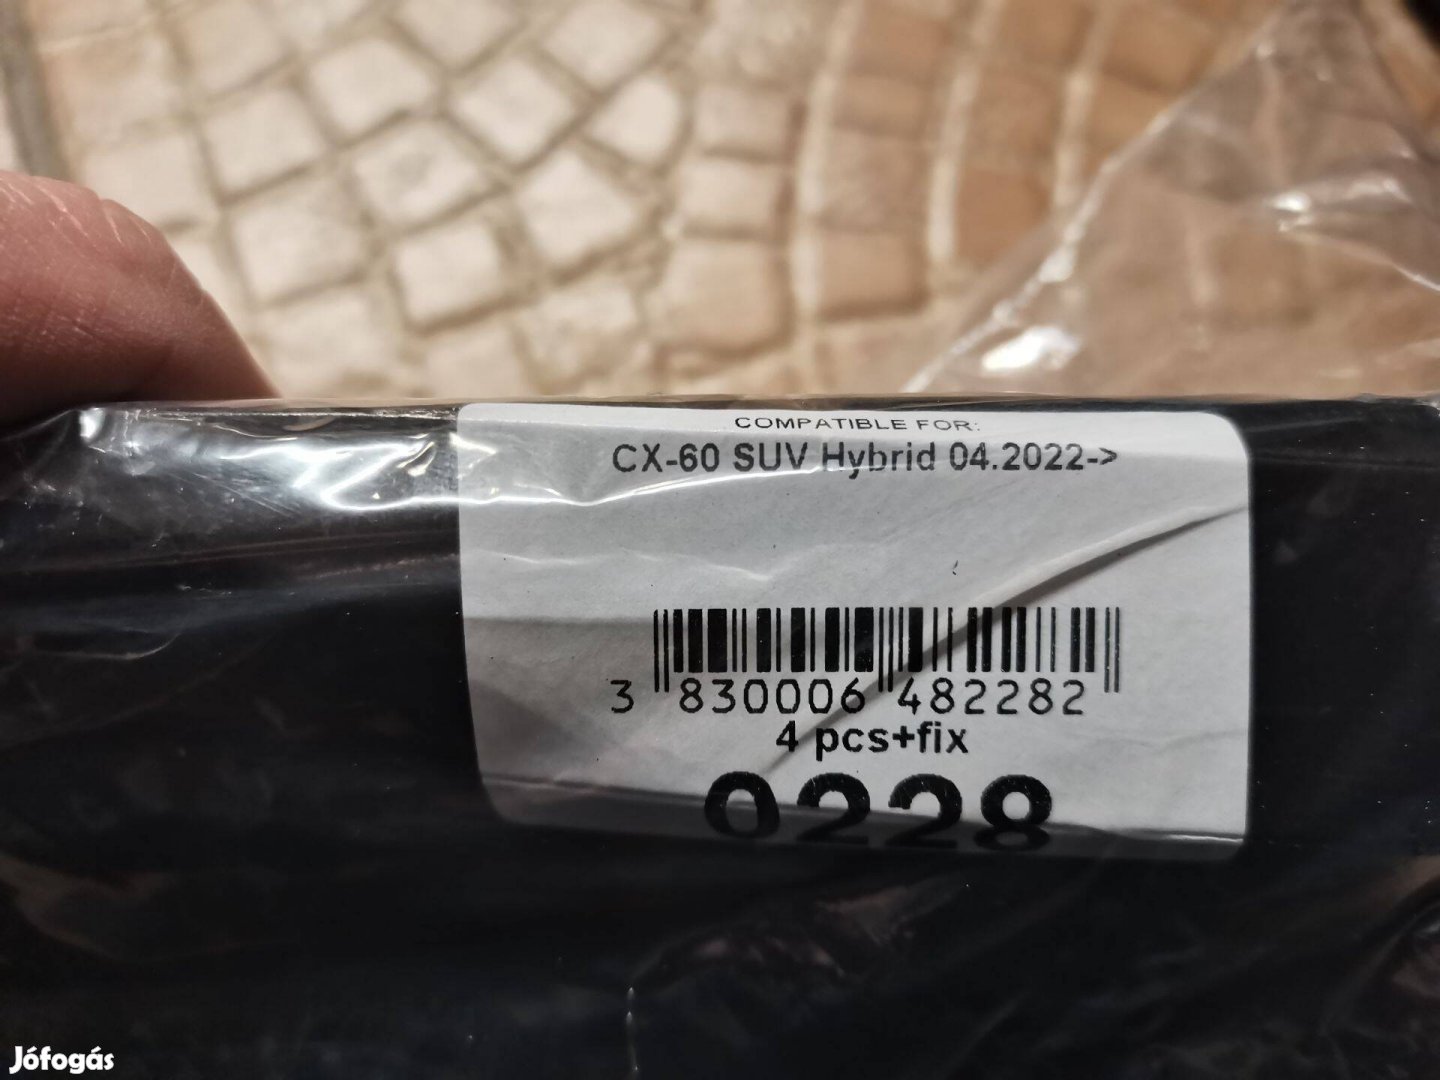 COMPATIBLE FOR:
CX-60 SUV Hybrid 04.2022->
3 830006 482282
4 pcs+fix
0228
Jófogás